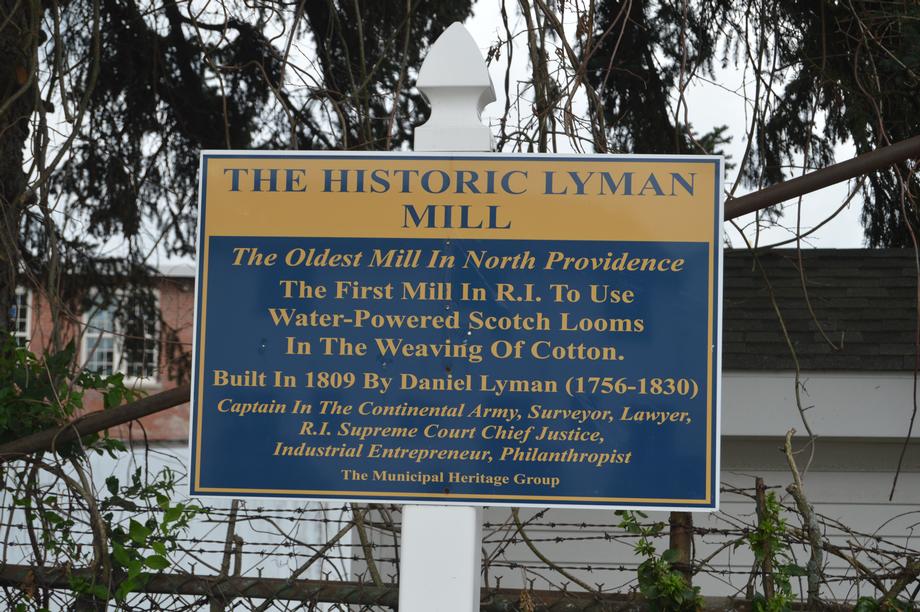 THE HISTORIC LYMAN
MILL
The Oldest Mill In North Providence
The First Mill In R.I. To Use
Water-Powered Scotch Looms
In The Weaving Of Cotton.
Built In 1809 By Daniel Lyman (1756-1830)
Captain In The Continental Army, Surveyor, Lawyer,
R.I. Supreme Court Chief Justice,
Industrial Entrepreneur, Philanthropist
The Municipal Heritage Group